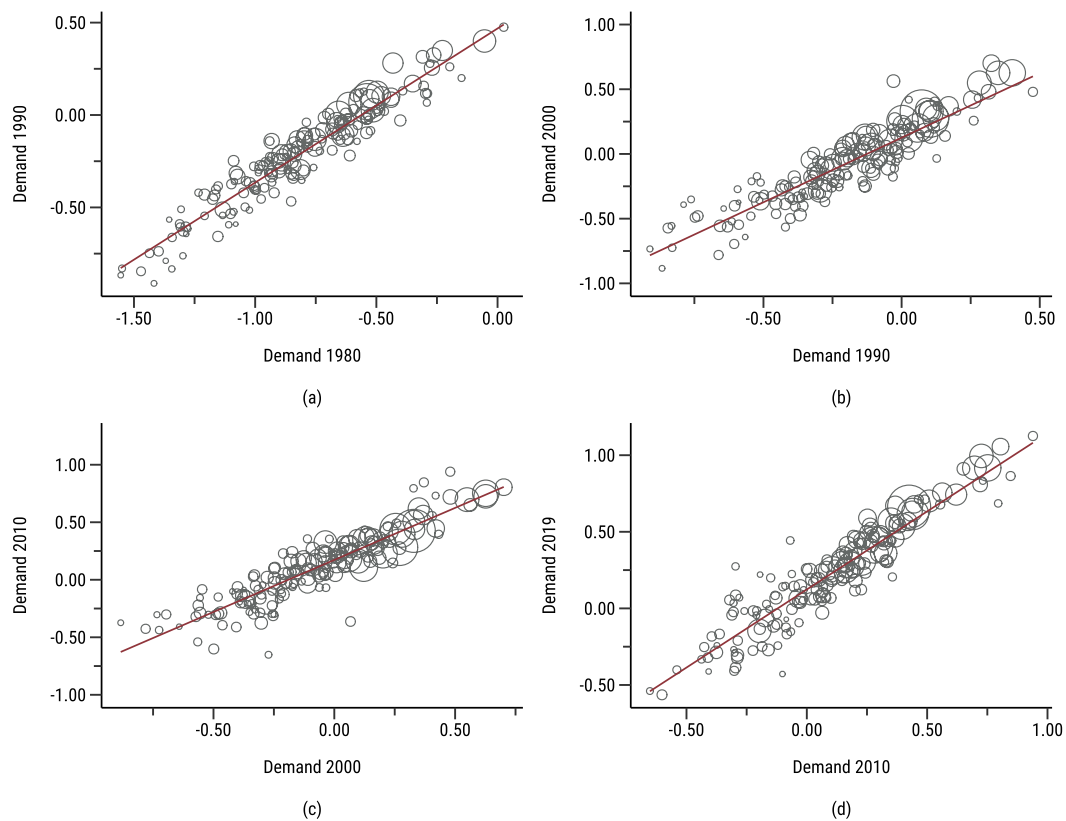 0.50
0.00
-0.50
Demand 1990
-1.50 -1.00 -0.50 0.00
Demand 1980
(a)
1.00
0.50
0.00
-0.50
-1.00
Demand 2000
-0.50 0.00 0.50
Demand 1990
(b)
1.00
0.50
0.00
-0.50
-1.00
Demand 2010
-0.50 0.00 0.50
Demand 2000
(c)
1.00
0.50
0.00
-0.50
Demand 2019
-0.50 0.00 0.50 1.00
Demand 2010
(d)